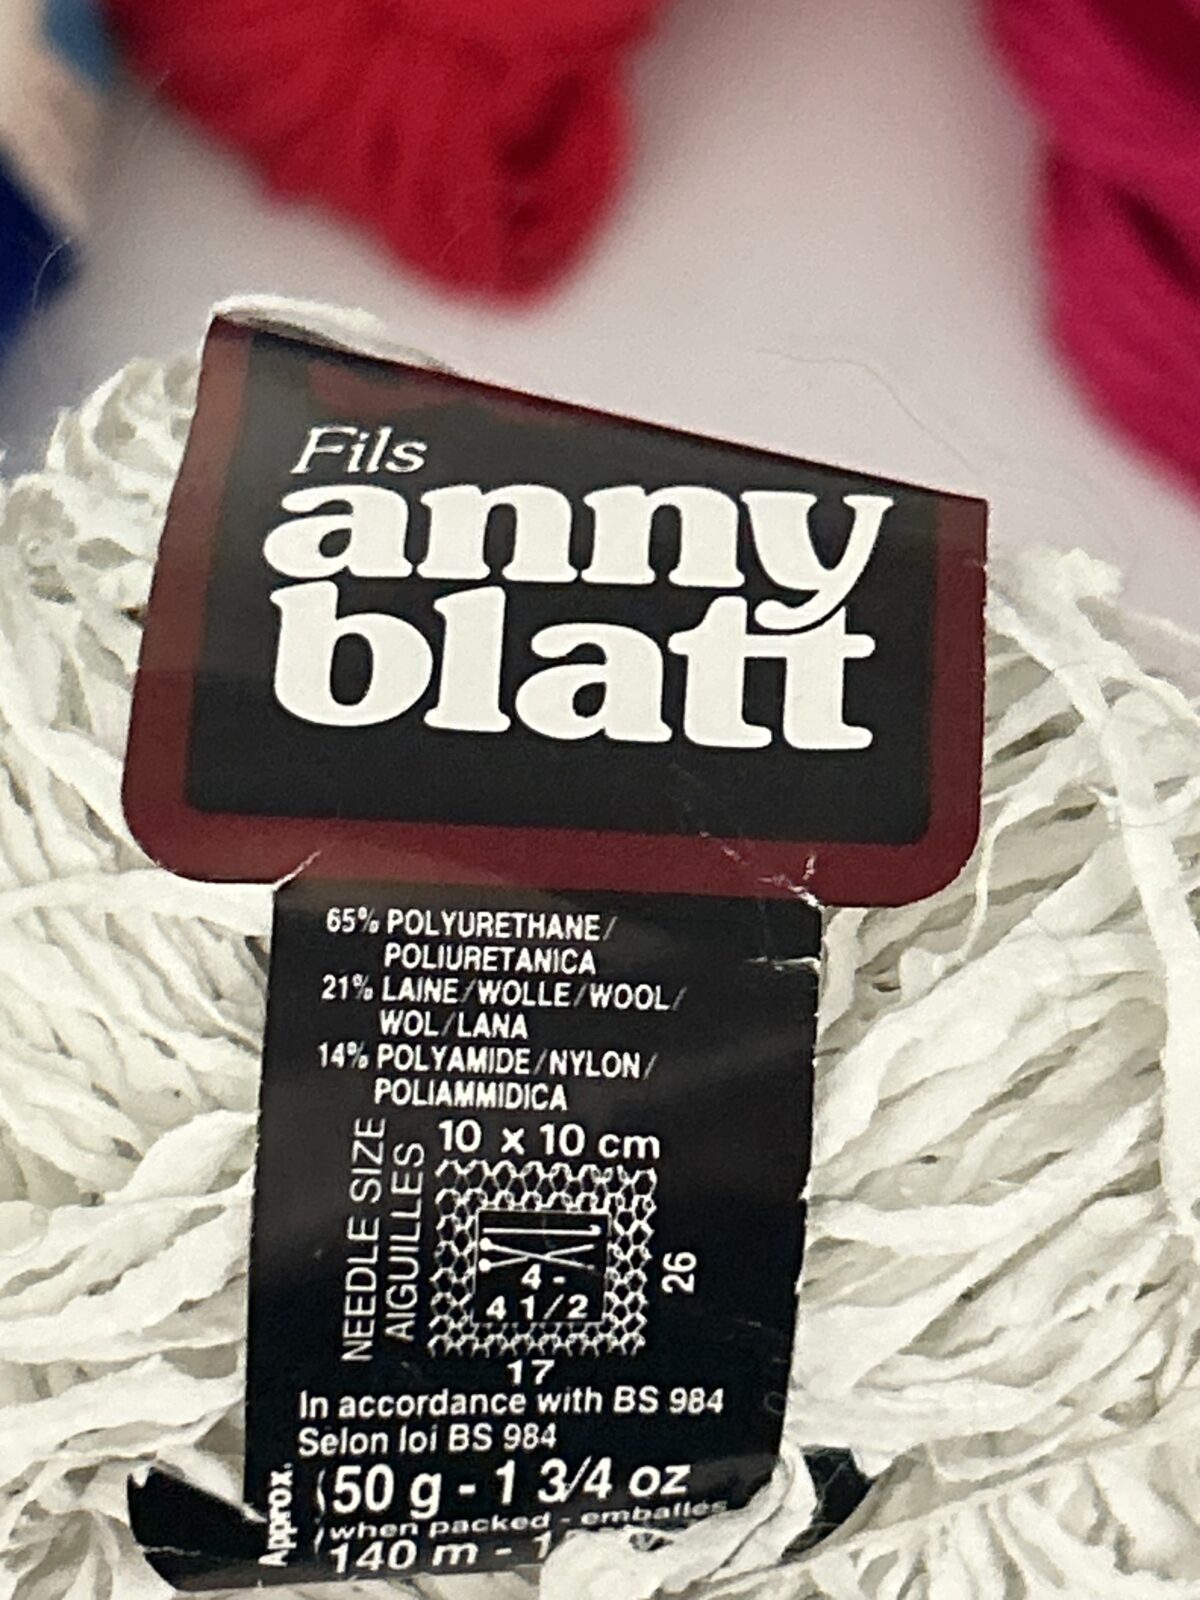 Fils
anny
blatt
65% POLYURETHANE/
POLIURETANICA
21% LAINE/WOLLE/WOOL/
WOL/LANA
14% POLYAMIDE/NYLON/
POLIAMMIDICA
NEEDLE SIZE
AIGUILLES
10 x 10 cm
4 -
4 1/2
26
17
In accordance with BS 984
Selon loi BS 984
Approx.
50 g - 1 3/4 oz
when packed - emballés
140 m - 1